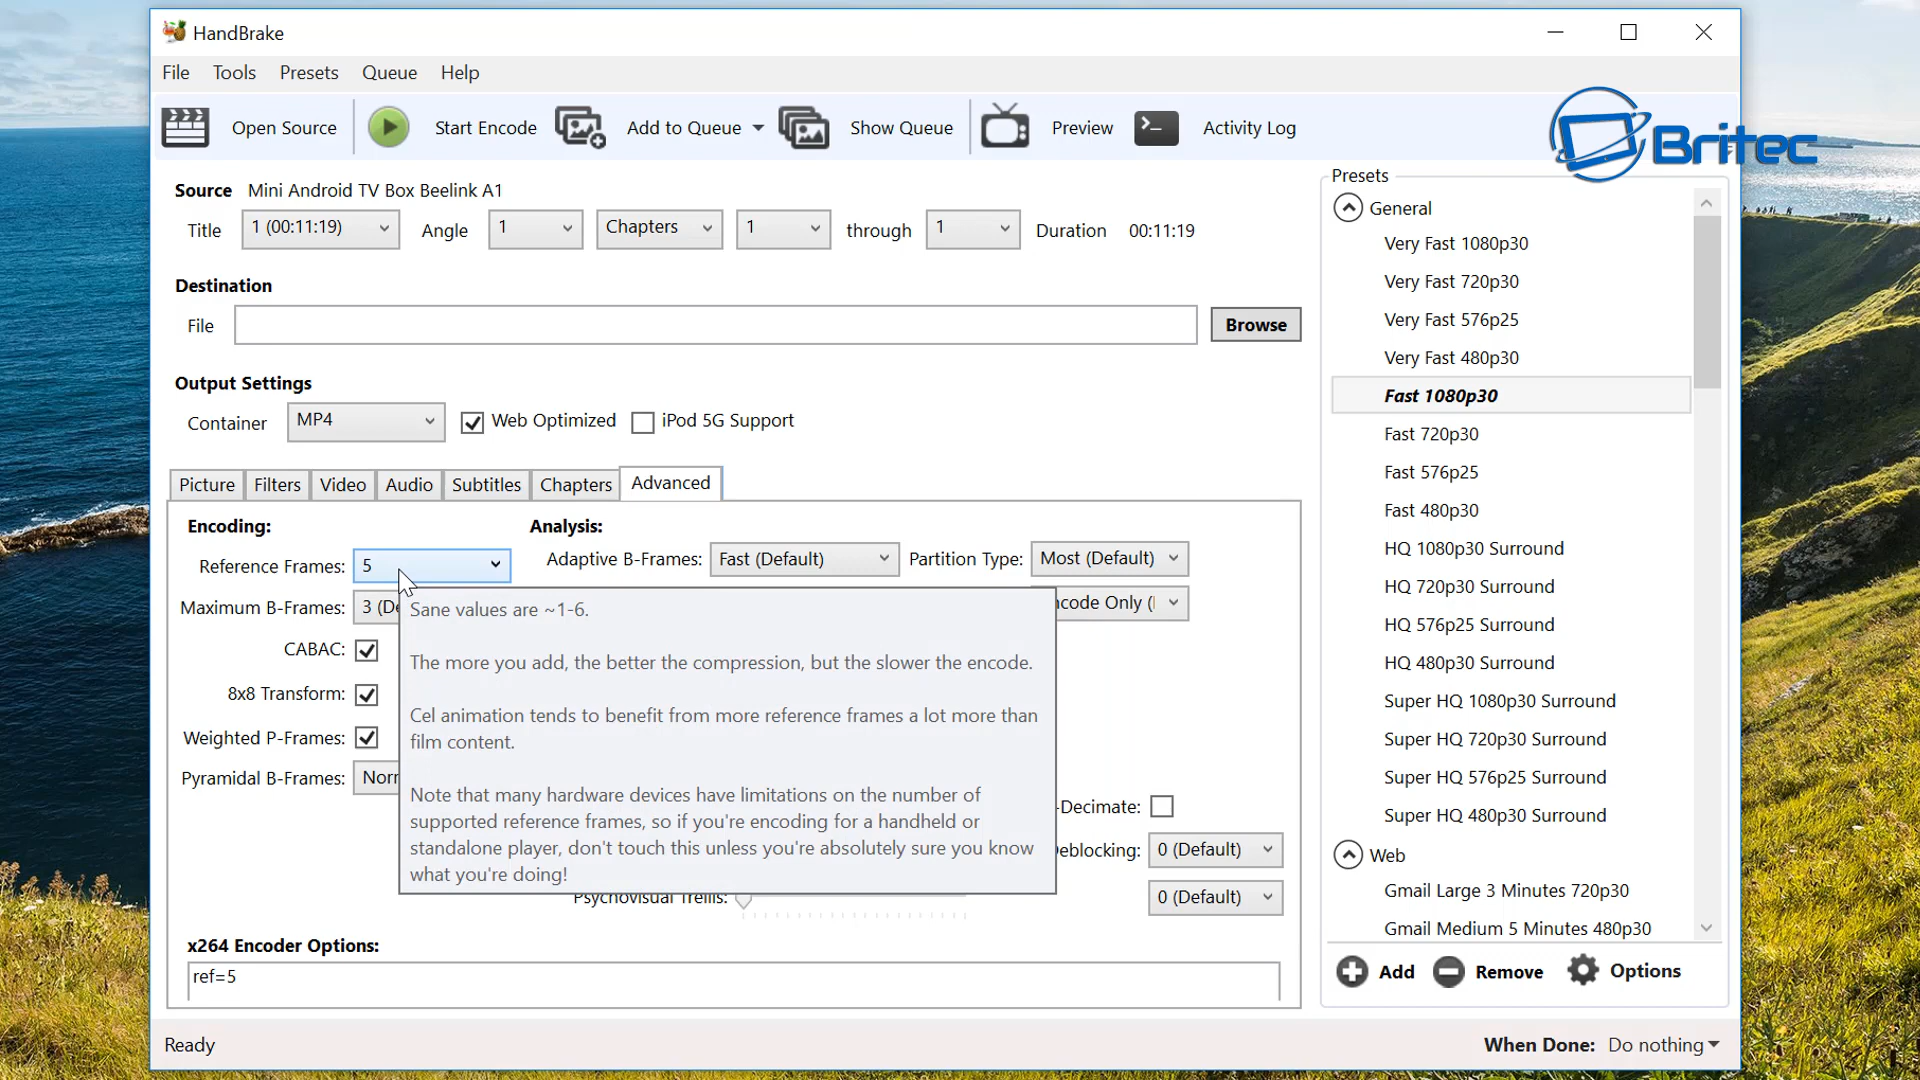 HandBrake
File Tools Presets Queue Help
Open Source Start Encode Add to Queue Show Queue Preview Activity Log
Britec
Source Mini Android TV Box Beelink A1
Title 1 (00:11:19) Angle 1 Chapters 1 through 1 Duration 00:11:19
Destination
File Browse
Output Settings
Container MP4 Web Optimized iPod 5G Support
Picture Filters Video Audio Subtitles Chapters Advanced
Encoding: Analysis:
Reference Frames: 5 Adaptive B-Frames: Fast (Default) Partition Type: Most (Default)
Maximum B-Frames: 3 (De
ncode Only (
CABAC:
8x8 Transform:
Weighted P-Frames:
Pyramidal B-Frames: Norr
Sane values are ~1-6.
The more you add, the better the compression, but the slower the encode.
Cel animation tends to benefit from more reference frames a lot more than
film content.
Note that many hardware devices have limitations on the number of
supported reference frames, so if you're encoding for a handheld or
standalone player, don't touch this unless you're absolutely sure you know
what you're doing!
-Decimate:
eblocking: 0 (Default)
Psychovisual Trellis: 0 (Default)
x264 Encoder Options:
ref=5
Presets
General
Very Fast 1080p30
Very Fast 720p30
Very Fast 576p25
Very Fast 480p30
Fast 1080p30
Fast 720p30
Fast 576p25
Fast 480p30
HQ 1080p30 Surround
HQ 720p30 Surround
HQ 576p25 Surround
HQ 480p30 Surround
Super HQ 1080p30 Surround
Super HQ 720p30 Surround
Super HQ 576p25 Surround
Super HQ 480p30 Surround
Web
Gmail Large 3 Minutes 720p30
Gmail Medium 5 Minutes 480p30
Add Remove Options
Ready When Done: Do nothing